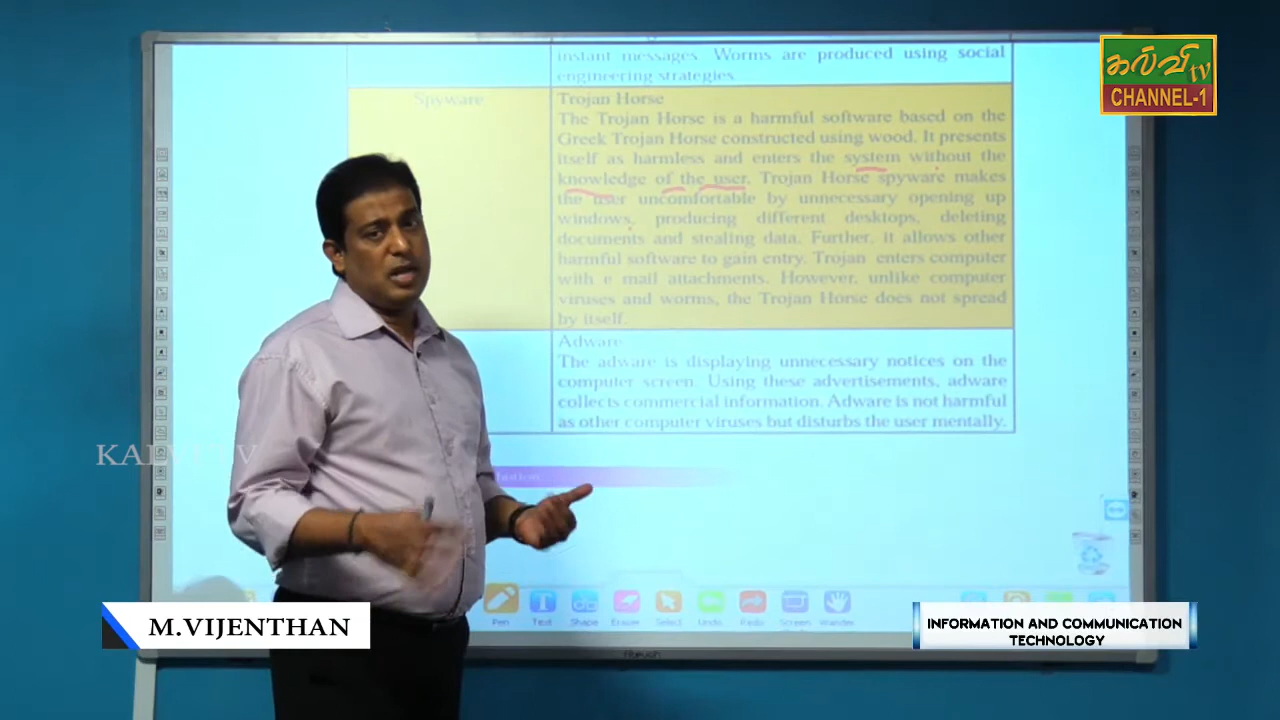 instant messages. Worms are produced using social
engineering strategies.
Spyware
Trojan Horse
The Trojan Horse is a harmful software based on the
Greek Trojan Horse constructed using wood. It presents
itself as harmless and enters the system without the
knowledge of the user. Trojan Horse spyware makes
the user uncomfortable by unnecessary opening up
windows, producing different desktops, deleting
documents and stealing data. Further, it allows other
harmful software to gain entry. Trojan enters computer
with e mail attachments. However, unlike computer
viruses and worms, the Trojan Horse does not spread
by itself.
Adware
The adware is displaying unnecessary notices on the
computer screen. Using these advertisements, adware
collects commercial information. Adware is not harmful
as other computer viruses but disturbs the user mentally.
கல்வி tv
CHANNEL-1
KALVI TV
Pen Text Shape Eraser Select Undo Redo Screen
M.VIJENTHAN
INFORMATION AND COMMUNICATION
TECHNOLOGY